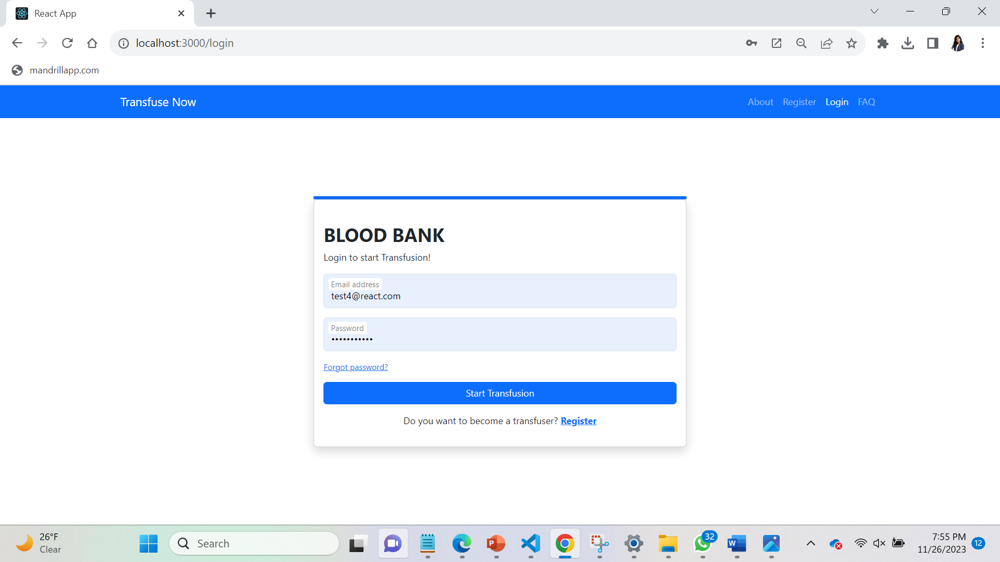 React App
localhost:3000/login
mandrillapp.com
Transfuse Now
About Register Login FAQ
BLOOD BANK
Login to start Transfusion!
Email address
test4@react.com
Password
•••••••••••
Forgot password?
Start Transfusion
Do you want to become a transfuser? Register
26°F
Clear
Search
P
32
W
7:55 PM
11/26/2023
12